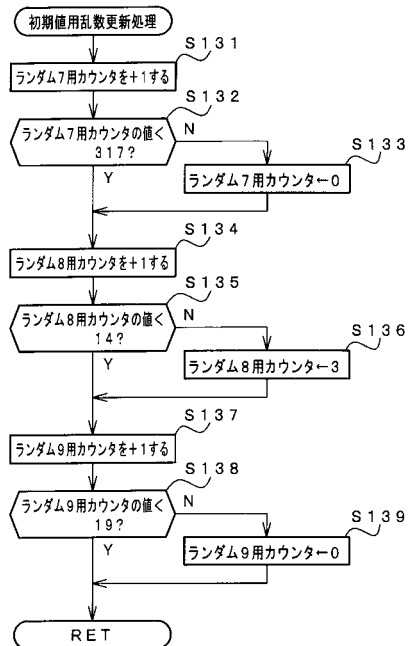 初期値用乱数更新処理
S131
ランダム7用カウンタを+1する
S132
ランダム7用カウンタの値<
317?
N
Y
S133
ランダム7用カウンタ←0
S134
ランダム8用カウンタを+1する
S135
ランダム8用カウンタの値<
14?
N
Y
S136
ランダム8用カウンタ←3
S137
ランダム9用カウンタを+1する
S138
ランダム9用カウンタの値<
19?
N
Y
S139
ランダム9用カウンタ←0
RET